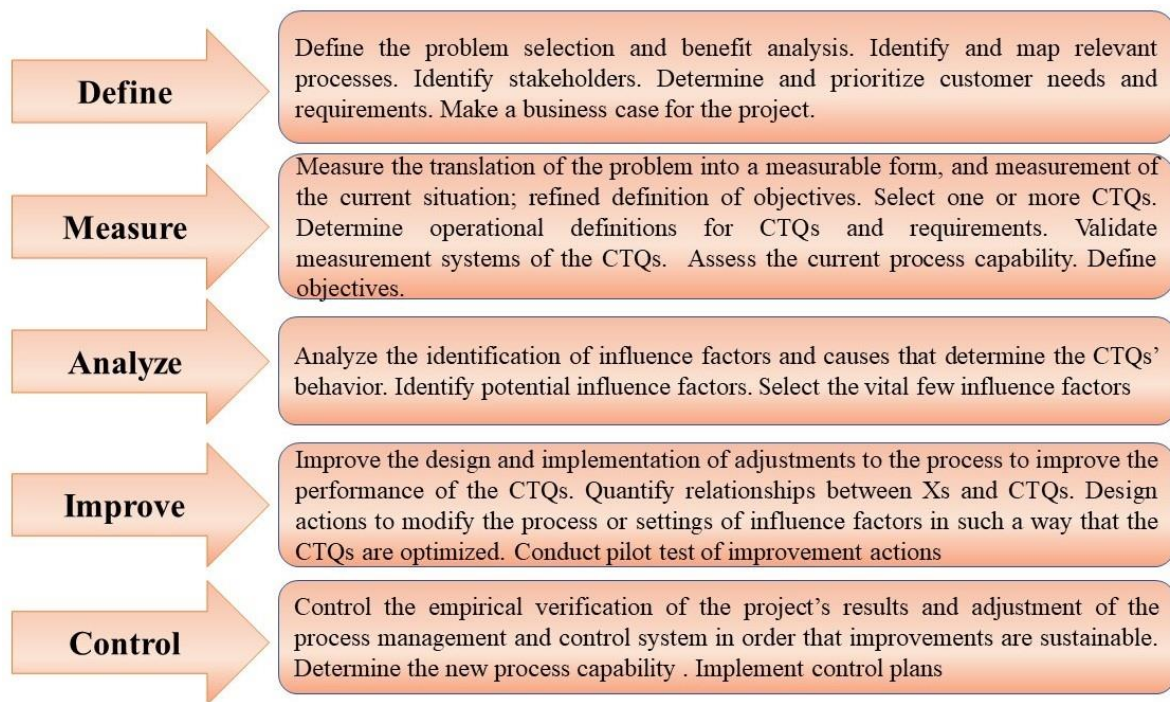 Define
Define the problem selection and benefit analysis. Identify and map relevant
processes. Identify stakeholders. Determine and prioritize customer needs and
requirements. Make a business case for the project.
Measure
Measure the translation of the problem into a measurable form, and measurement of
the current situation; refined definition of objectives. Select one or more CTQs.
Determine operational definitions for CTQs and requirements. Validate
measurement systems of the CTQs. Assess the current process capability. Define
objectives.
Analyze
Analyze the identification of influence factors and causes that determine the CTQs’
behavior. Identify potential influence factors. Select the vital few influence factors
Improve
Improve the design and implementation of adjustments to the process to improve the
performance of the CTQs. Quantify relationships between Xs and CTQs. Design
actions to modify the process or settings of influence factors in such a way that the
CTQs are optimized. Conduct pilot test of improvement actions
Control
Control the empirical verification of the project’s results and adjustment of the
process management and control system in order that improvements are sustainable.
Determine the new process capability . Implement control plans